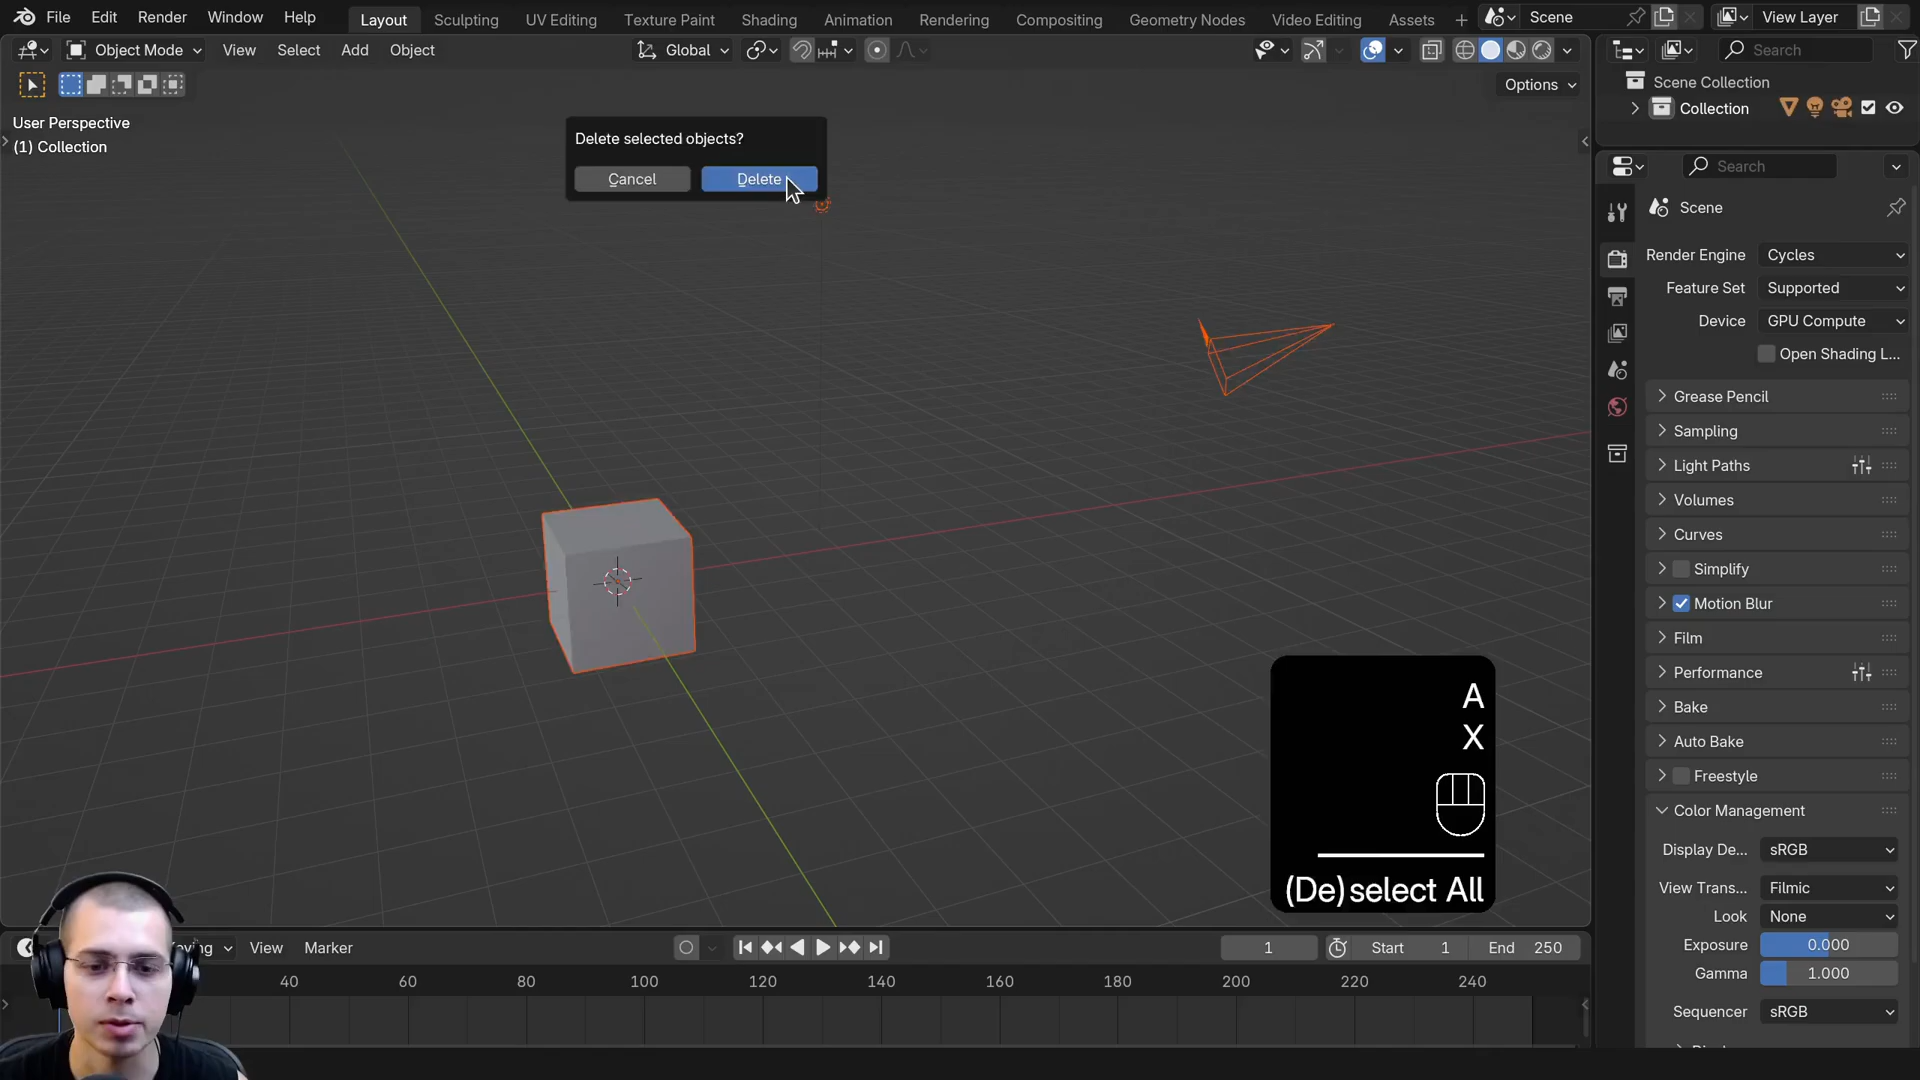 File Edit Render Window Help Layout Sculpting UV Editing Texture Paint Shading Animation Rendering Compositing Geometry Nodes Video Editing Assets + Scene View Layer
Object Mode View Select Add Object Global Search
Options
User Perspective
(1) Collection
Delete selected objects?
Cancel Delete
Scene Collection
Collection
Search
Scene
Render Engine Cycles
Feature Set Supported
Device GPU Compute
Open Shading L...
Grease Pencil
Sampling
Light Paths
Volumes
Curves
Simplify
Motion Blur
Film
Performance
Bake
Auto Bake
Freestyle
Color Management
Display De... sRGB
View Trans... Filmic
Look None
Exposure 0.000
Gamma 1.000
Sequencer sRGB
A
X
(De)select All
View Marker 1 Start 1 End 250
40 60 80 100 120 140 160 180 200 220 240